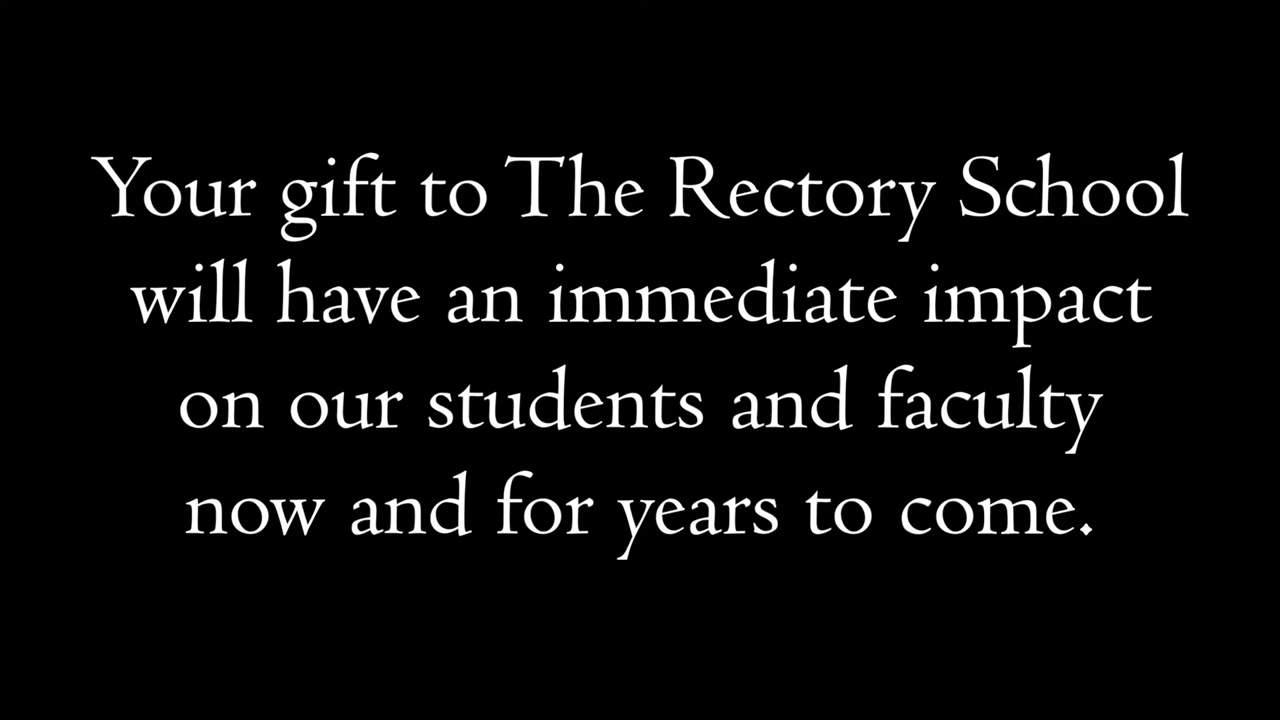 Your gift to The Rectory School
will have an immediate impact
on our students and faculty
now and for years to come.